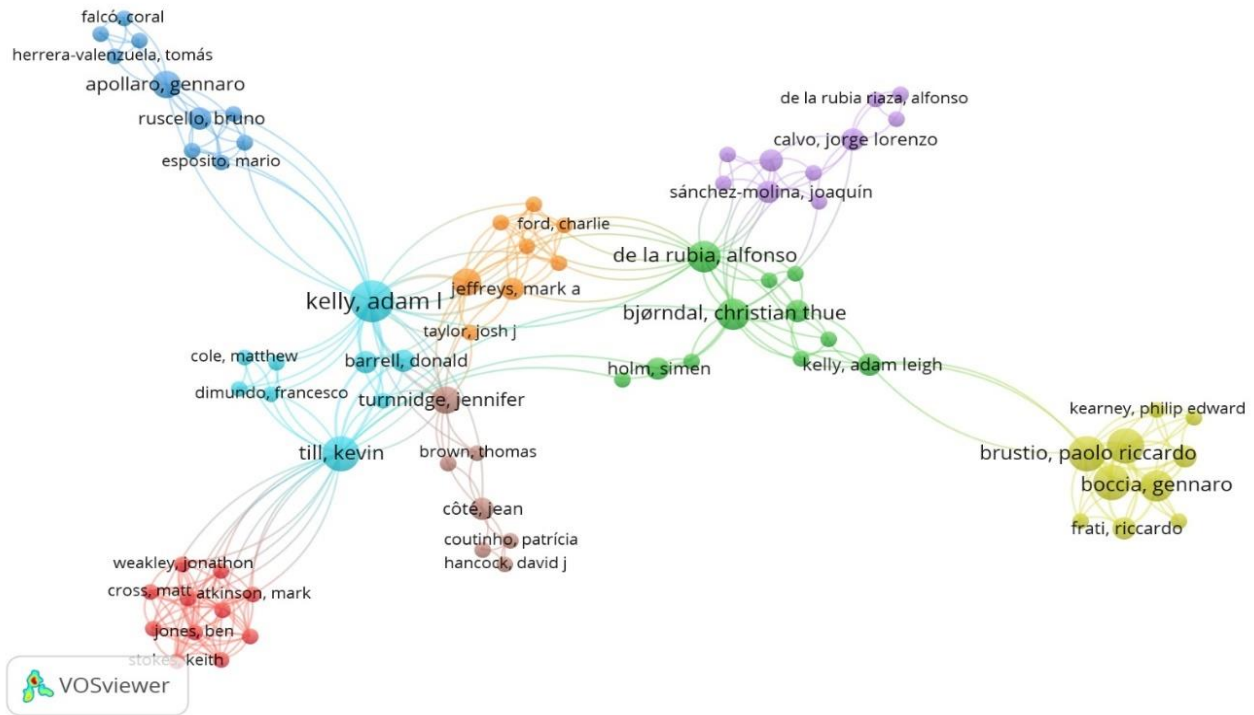 falcó, coral
herrera-valenzuela, tomás
apollaro, gennaro
ruscello, bruno
esposito, mario
de la rubia riaza, alfonso
calvo, jorge lorenzo
sánchez-molina, joaquín
ford, charlie
de la rubia, alfonso
jeffreys, mark a
kelly, adam l
bjørndal, christian thue
taylor, josh j
cole, matthew
barrell, donald
holm, simen
kelly, adam leigh
dimundo, francesco
turnnidge, jennifer
kearney, philip edward
brown, thomas
till, kevin
brustio, paolo riccardo
boccia, gennaro
côté, jean
frati, riccardo
coutinho, patrícia
hancock, david j
weakley, jonathon
cross, matt
atkinson, mark
jones, ben
stokes, keith
VOSviewer